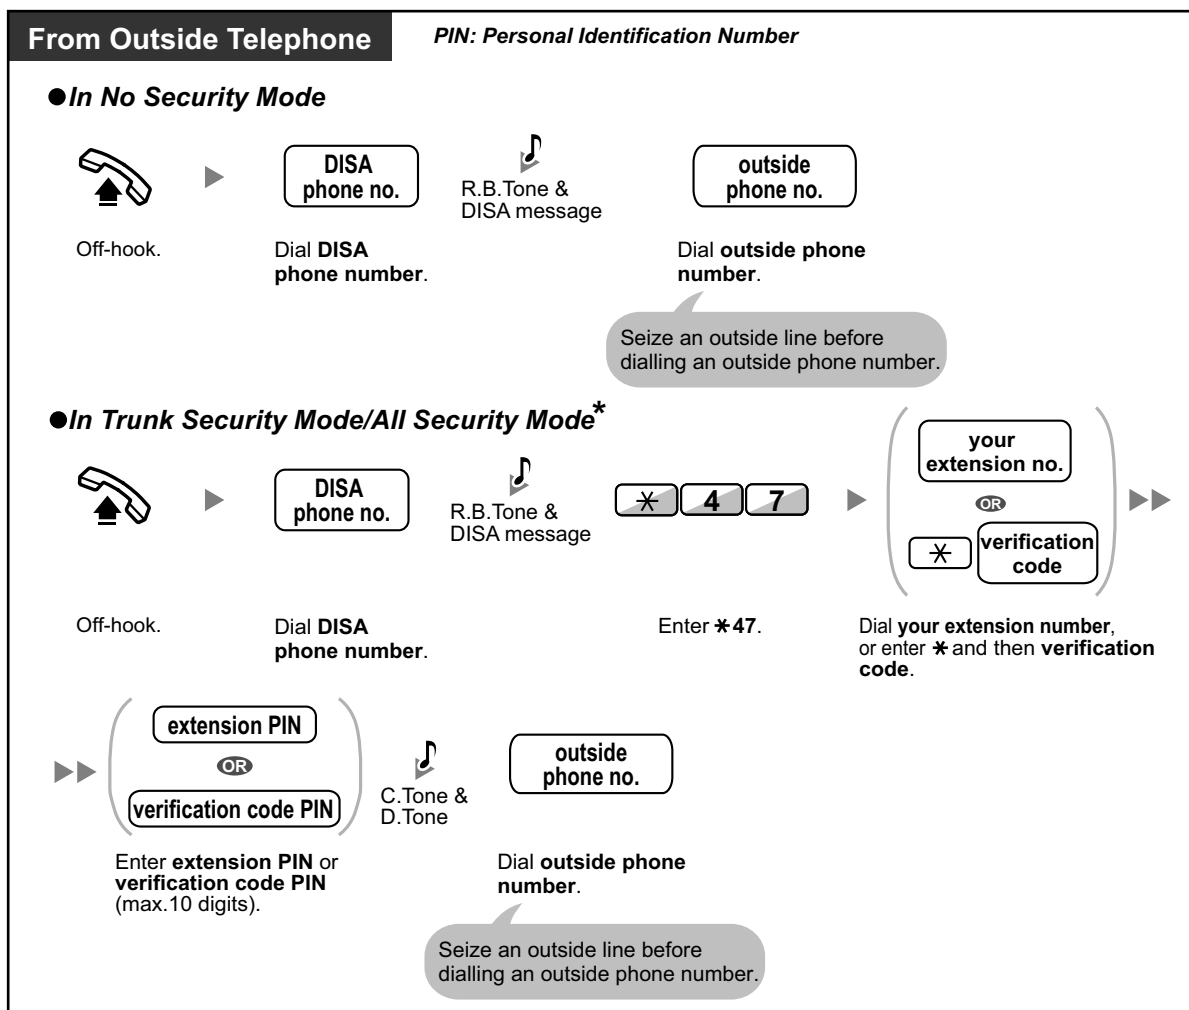 From Outside Telephone
PIN: Personal Identification Number
●In No Security Mode
DISA
phone no.
R.B.Tone &
DISA message
outside
phone no.
Off-hook.
Dial DISA
phone number.
Dial outside phone
number.
Seize an outside line before
dialling an outside phone number.
●In Trunk Security Mode/All Security Mode*
DISA
phone no.
R.B.Tone &
DISA message
* 4 7
your
extension no.
OR
* verification
code
Off-hook.
Dial DISA
phone number.
Enter *47.
Dial your extension number,
or enter * and then verification
code.
extension PIN
OR
verification code PIN
C.Tone &
D.Tone
outside
phone no.
Enter extension PIN or
verification code PIN
(max.10 digits).
Dial outside phone
number.
Seize an outside line before
dialling an outside phone number.